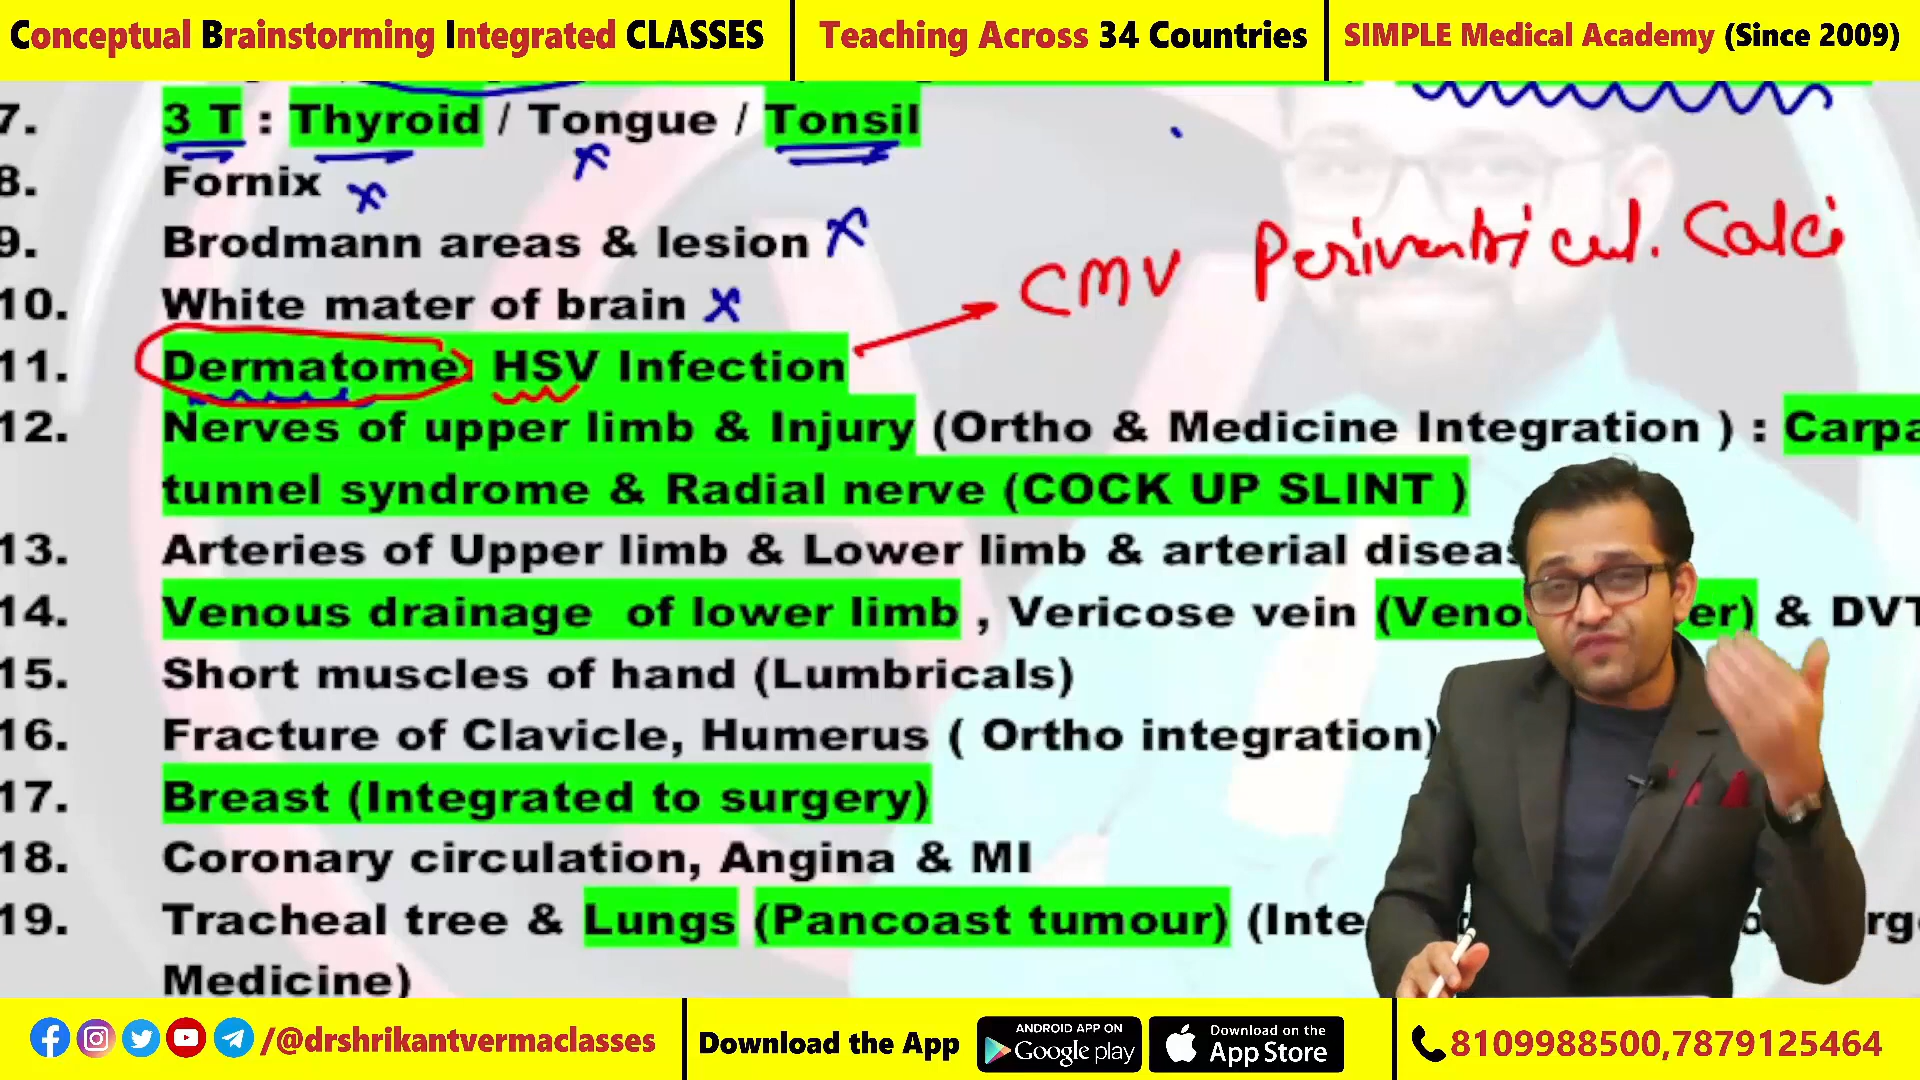 Conceptual Brainstorming Integrated CLASSES
Teaching Across 34 Countries
SIMPLE Medical Academy (Since 2009)
7. 3 T : Thyroid / Tongue / Tonsil
8. Fornix x
x
9. Brodmann areas & lesion x
CMV Periventricul. Calci
10. White mater of brain x
11. Dermatome: HSV Infection
12. Nerves of upper limb & Injury (Ortho & Medicine Integration ) : Carpa
tunnel syndrome & Radial nerve (COCK UP SLINT )
13. Arteries of Upper limb & Lower limb & arterial diseas
14. Venous drainage of lower limb , Vericose vein (Veno er) & DVT
15. Short muscles of hand (Lumbricals)
16. Fracture of Clavicle, Humerus ( Ortho integration)
17. Breast (Integrated to surgery)
18. Coronary circulation, Angina & MI
19. Tracheal tree & Lungs (Pancoast tumour) (Inte rg
Medicine)
/@drshrikantvermaclasses
Download the App
ANDROID APP ON
Google play
Download on the
App Store
8109988500,7879125464